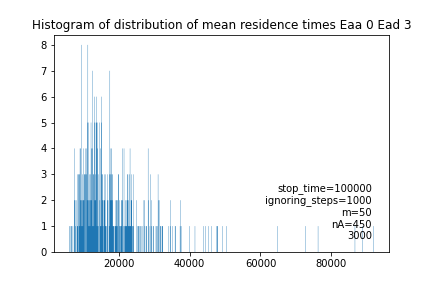 Histogram of distribution of mean residence times Eaa 0 Ead 3
8
7
6
5
4
3
2
1
0
stop_time=100000
ignoring_steps=1000
m=50
nA=450
3000
20000 40000 60000 80000